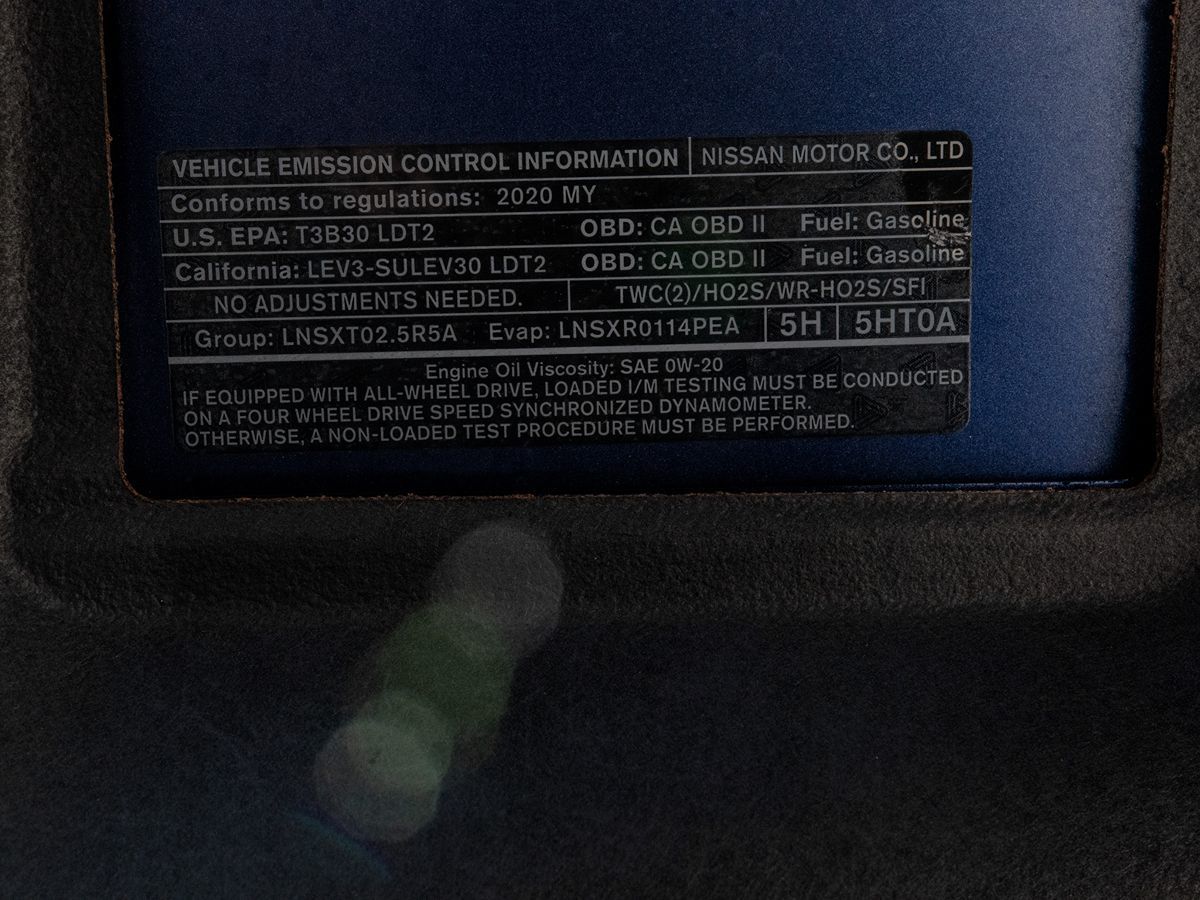 VEHICLE EMISSION CONTROL INFORMATION NISSAN MOTOR CO., LTD
Conforms to regulations: 2020 MY
U.S. EPA: T3B30 LDT2 OBD: CA OBD II Fuel: Gasoline
California: LEV3-SULEV30 LDT2 OBD: CA OBD II Fuel: Gasoline
NO ADJUSTMENTS NEEDED. TWC(2)/HO2S/WR-HO2S/SFI
Group: LNSXT02.5R5A Evap: LNSXR0114PEA 5H 5HT0A
Engine Oil Viscosity: SAE 0W-20
IF EQUIPPED WITH ALL-WHEEL DRIVE, LOADED I/M TESTING MUST BE CONDUCTED
ON A FOUR WHEEL DRIVE SPEED SYNCHRONIZED DYNAMOMETER.
OTHERWISE, A NON-LOADED TEST PROCEDURE MUST BE PERFORMED.